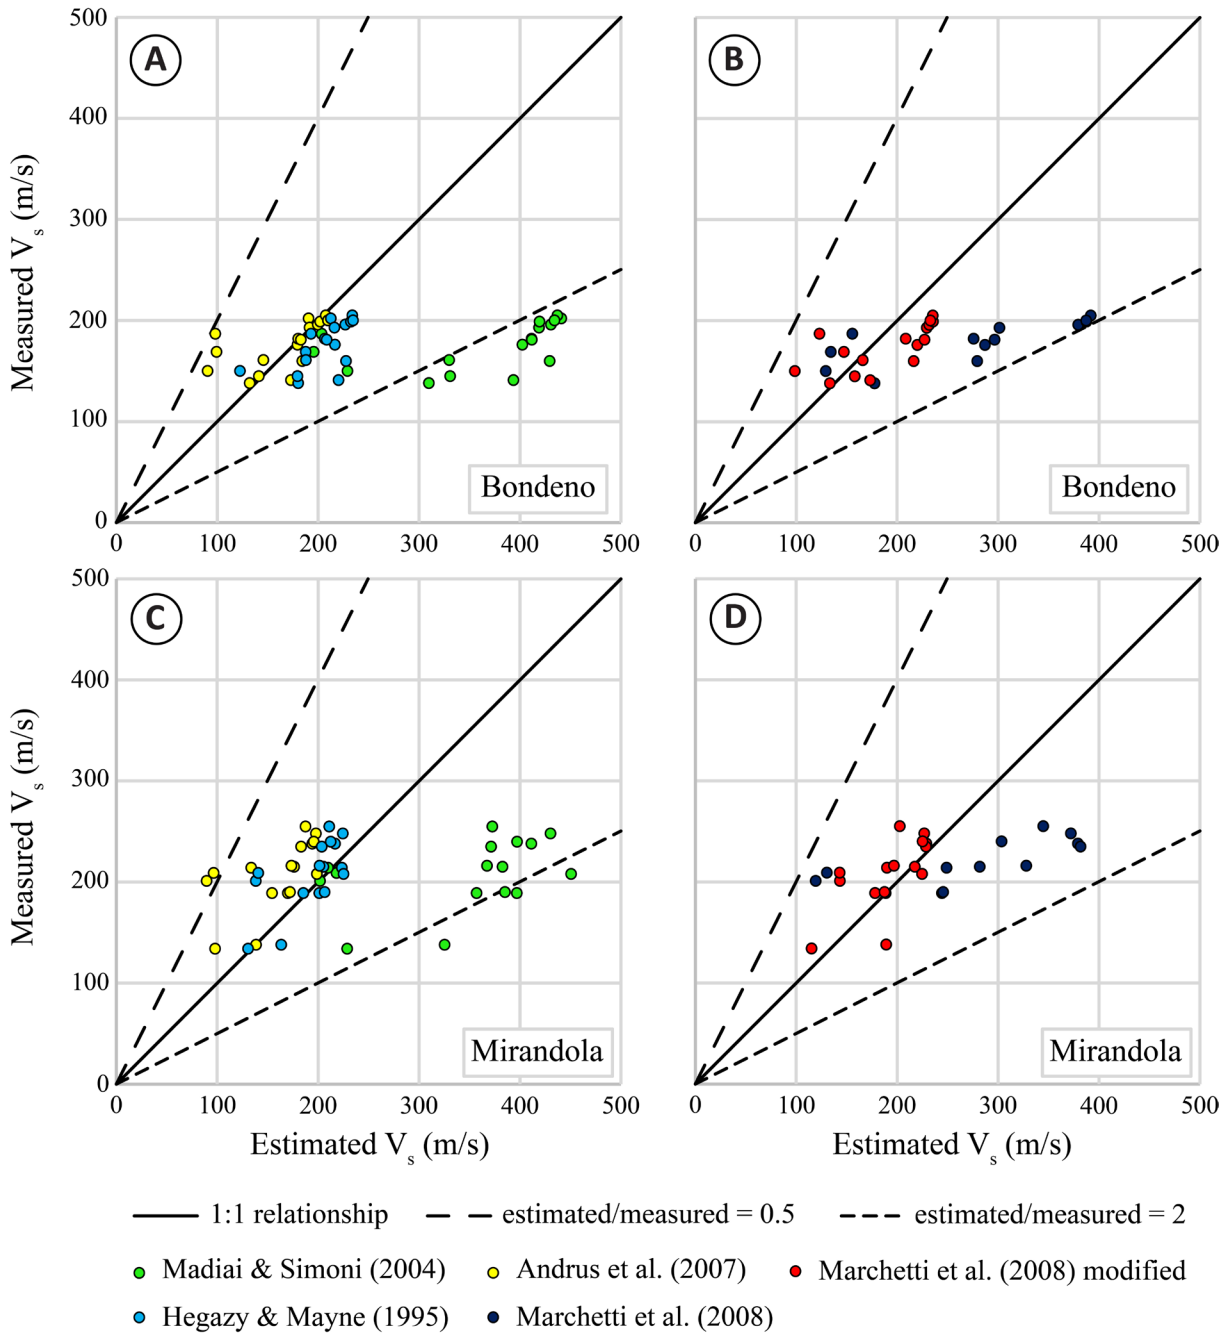 A
B
500
400
300
200
100
0
Measured Vs (m/s)
Bondeno
Bondeno
0 100 200 300 400 500
0 100 200 300 400 500
C
D
500
400
300
200
100
0
Measured Vs (m/s)
Mirandola
Mirandola
0 100 200 300 400 500
0 100 200 300 400 500
Estimated Vs (m/s)
Estimated Vs (m/s)
1:1 relationship
estimated/measured = 0.5
estimated/measured = 2
Madiai & Simoni (2004)
Andrus et al. (2007)
Marchetti et al. (2008) modified
Hegazy & Mayne (1995)
Marchetti et al. (2008)